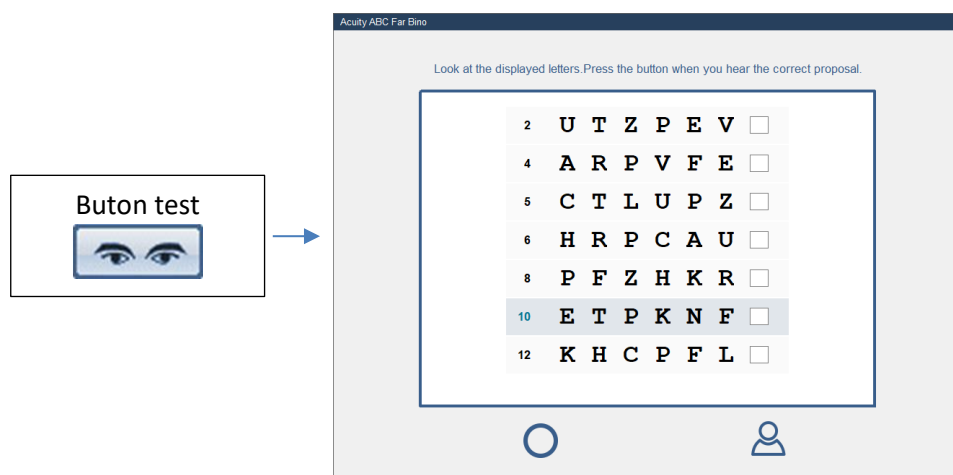 Acuity ABC Far Bino
Look at the displayed letters.Press the button when you hear the correct proposal.
Buton test
2 U T Z P E V
4 A R P V F E
5 C T L U P Z
6 H R P C A U
8 P F Z H K R
10 E T P K N F
12 K H C P F L